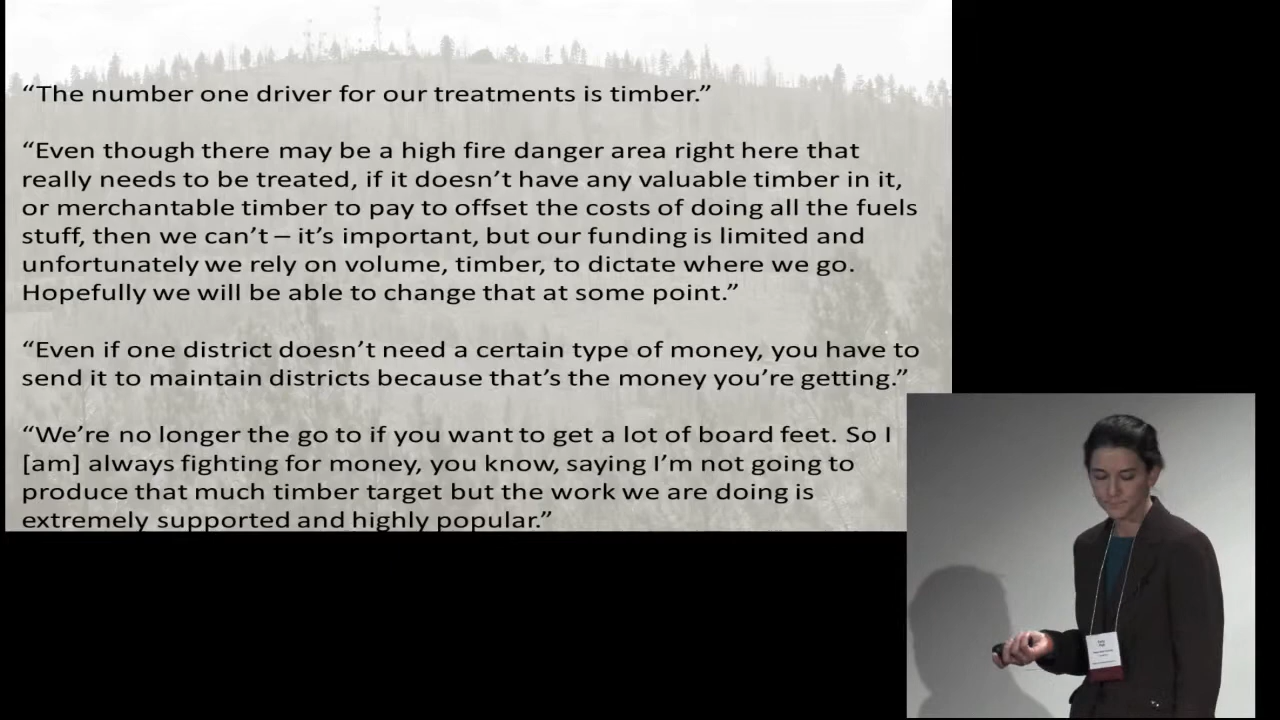 “The number one driver for our treatments is timber.”
“Even though there may be a high fire danger area right here that
really needs to be treated, if it doesn’t have any valuable timber in it,
or merchantable timber to pay to offset the costs of doing all the fuels
stuff, then we can’t – it’s important, but our funding is limited and
unfortunately we rely on volume, timber, to dictate where we go.
Hopefully we will be able to change that at some point.”
“Even if one district doesn’t need a certain type of money, you have to
send it to maintain districts because that’s the money you’re getting.”
“We’re no longer the go to if you want to get a lot of board feet. So I
[am] always fighting for money, you know, saying I’m not going to
produce that much timber target but the work we are doing is
extremely supported and highly popular.”